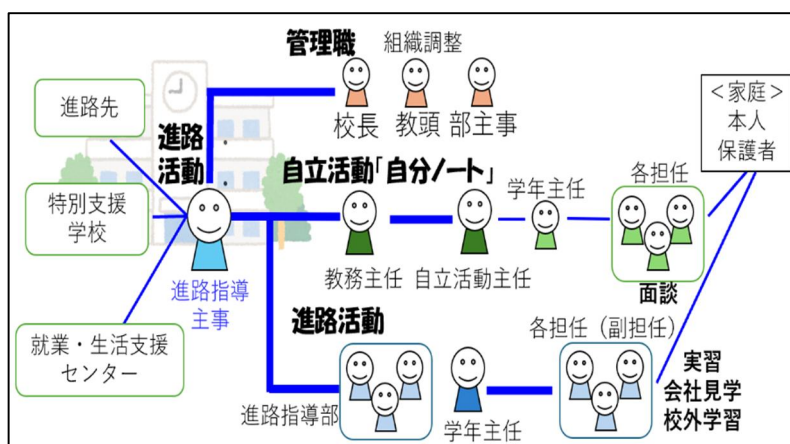 管理職
組織調整
校長
教頭
部主事
進路先
特別支援
学校
就業・生活支援
センター
進路
活動
進路指導
主事
自立活動「自分ノート」
教務主任
自立活動主任
学年主任
各担任
面談
<家庭>
本人
保護者
進路活動
進路指導部
学年主任
各担任（副担任）
実習
会社見学
校外学習